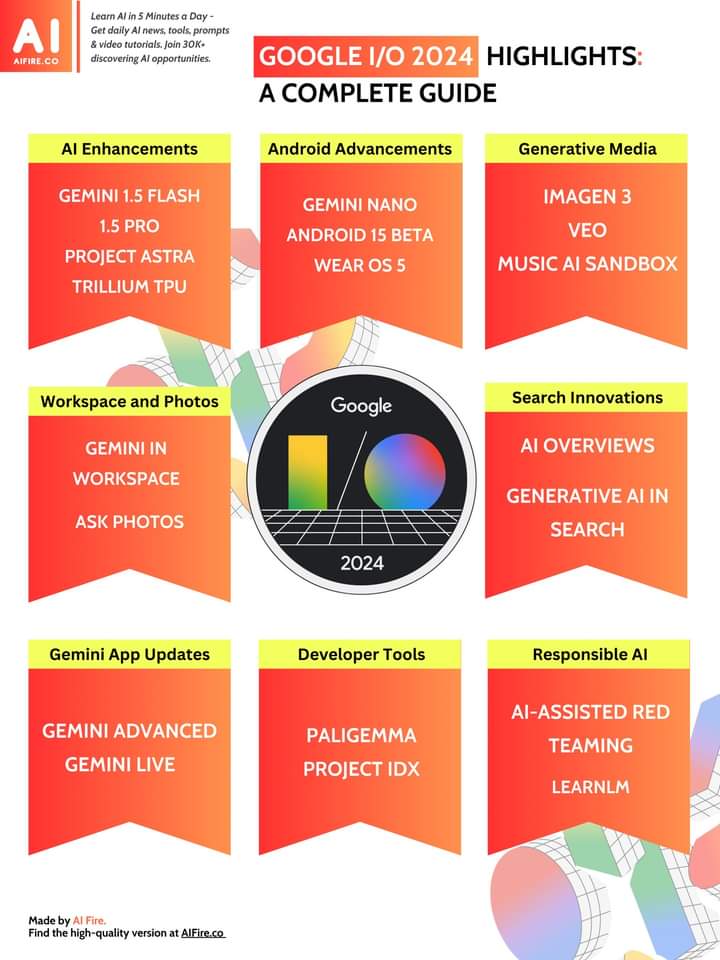 AI
AIFIRE.CO
Learn AI in 5 Minutes a Day -
Get daily AI news, tools, prompts
& video tutorials. Join 30K+
discovering AI opportunities.
GOOGLE I/O 2024 HIGHLIGHTS:
A COMPLETE GUIDE
AI Enhancements
GEMINI 1.5 FLASH
1.5 PRO
PROJECT ASTRA
TRILLIUM TPU
Android Advancements
GEMINI NANO
ANDROID 15 BETA
WEAR OS 5
Generative Media
IMAGEN 3
VEO
MUSIC AI SANDBOX
Workspace and Photos
GEMINI IN
WORKSPACE
ASK PHOTOS
Google
2024
Search Innovations
AI OVERVIEWS
GENERATIVE AI IN
SEARCH
Gemini App Updates
GEMINI ADVANCED
GEMINI LIVE
Developer Tools
PALIGEMMA
PROJECT IDX
Responsible AI
AI-ASSISTED RED
TEAMING
LEARNLM
Made by AI Fire.
Find the high-quality version at AIFire.co